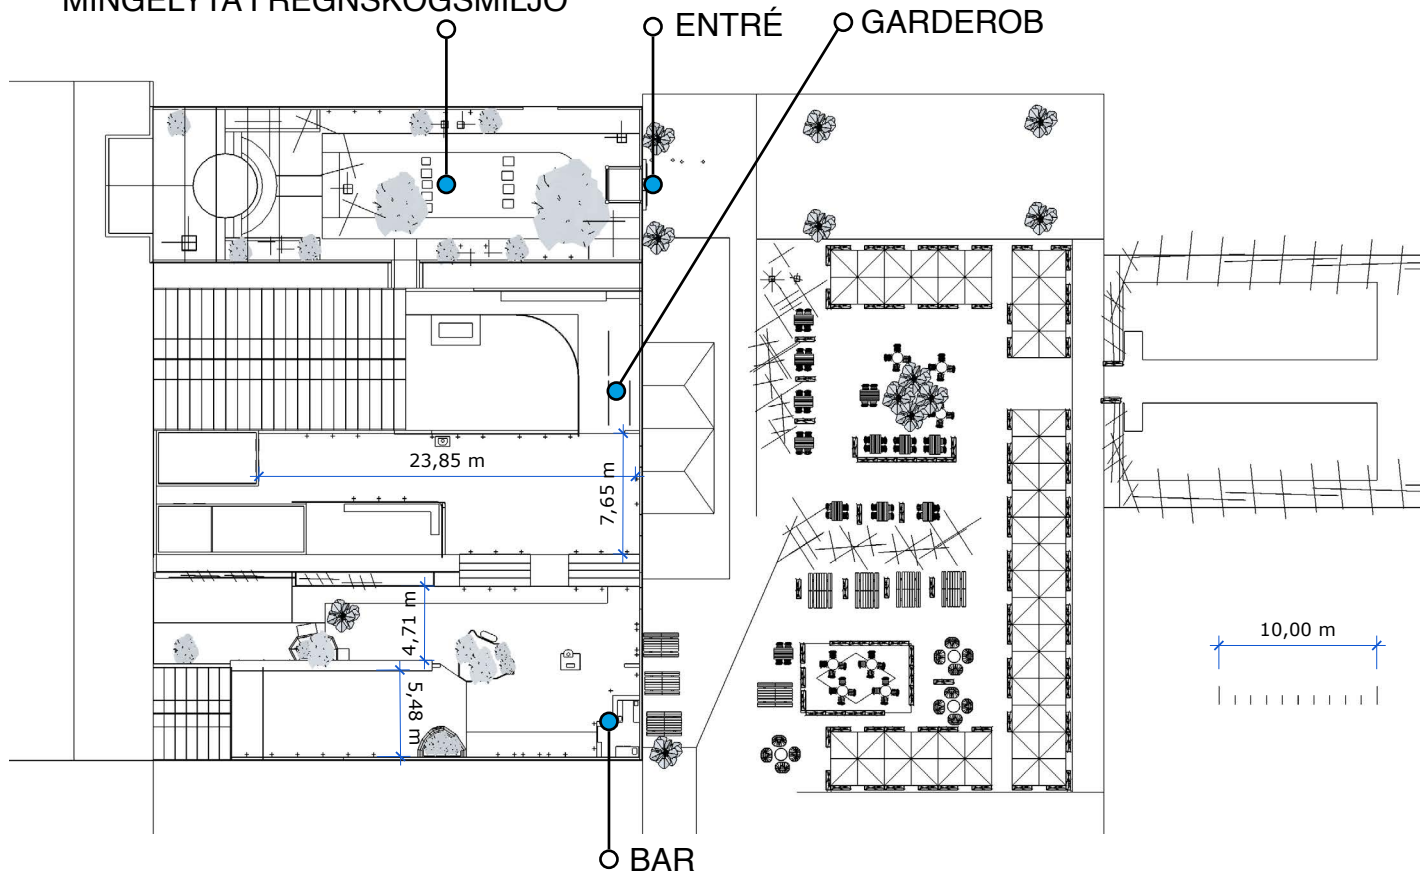 MINGELYTA I REGNSKOGSMILJÖ
ENTRÉ
GARDEROB
23,85 m
7,65 m
4,71 m
5,48 m
10,00 m
BAR